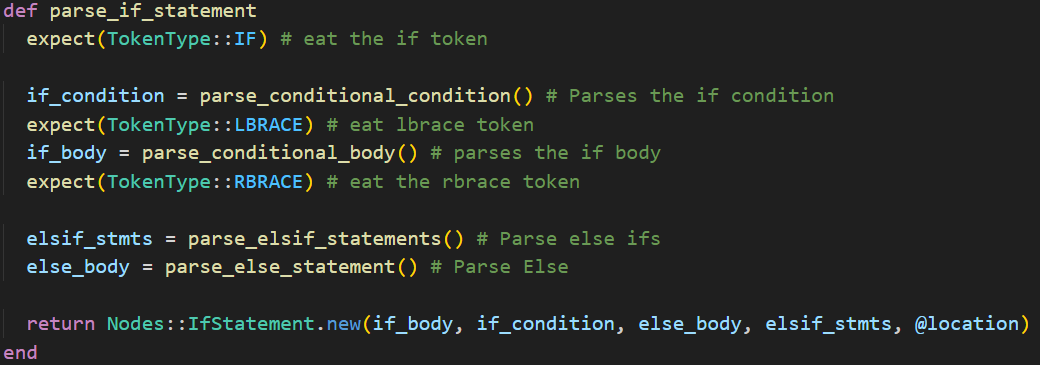 def parse_if_statement
  expect(TokenType::IF) # eat the if token

  if_condition = parse_conditional_condition() # Parses the if condition
  expect(TokenType::LBRACE) # eat lbrace token
  if_body = parse_conditional_body() # parses the if body
  expect(TokenType::RBRACE) # eat the rbrace token

  elsif_stmts = parse_elsif_statements() # Parse else ifs
  else_body = parse_else_statement() # Parse Else

  return Nodes::IfStatement.new(if_body, if_condition, else_body, elsif_stmts, @location)
end